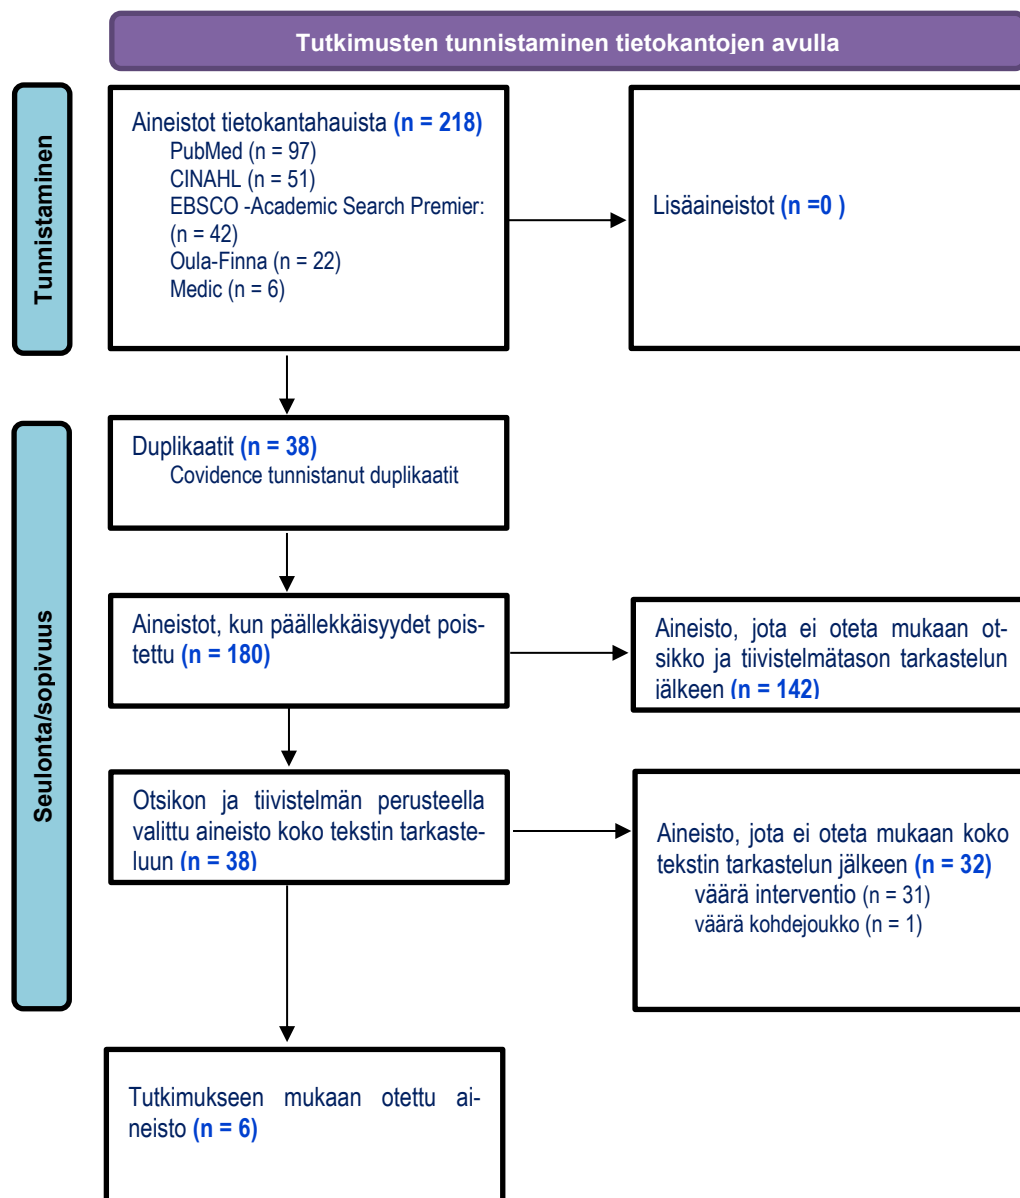 Tutkimusten tunnistaminen tietokantojen avulla
Tunnistaminen
Aineistot tietokantahauista (n = 218)
PubMed (n = 97)
CINAHL (n = 51)
EBSCO -Academic Search Premier:
(n = 42)
Oula-Finna (n = 22)
Medic (n = 6)
Lisäaineistot (n =0 )
Seulonta/sopivuus
Duplikaatit (n = 38)
Covidence tunnistanut duplikaatit
Aineistot, kun päällekkäisyydet pois-
tettu (n = 180)
Aineisto, jota ei oteta mukaan ot-
sikko ja tiivistelmätason tarkastelun
jälkeen (n = 142)
Otsikon ja tiivistelmän perusteella
valittu aineisto koko tekstin tarkaste-
luun (n = 38)
Aineisto, jota ei oteta mukaan koko
tekstin tarkastelun jälkeen (n = 32)
väärä interventio (n = 31)
väärä kohdejoukko (n = 1)
Tutkimukseen mukaan otettu ai-
neisto (n = 6)